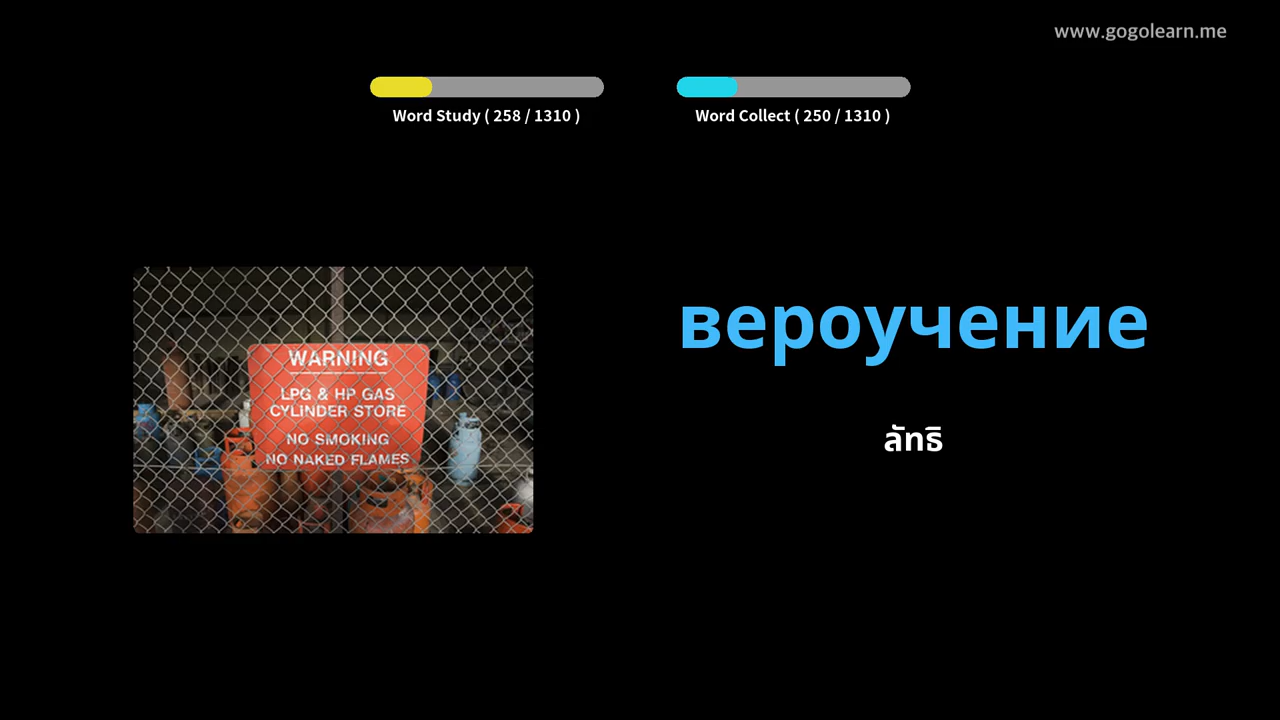 www.gogolearn.me
Word Study ( 258 / 1310 )
Word Collect ( 250 / 1310 )
WARNING
LPG & HP GAS
CYLINDER STORE
NO SMOKING
NO NAKED FLAMES
вероучение
ลัทธิ